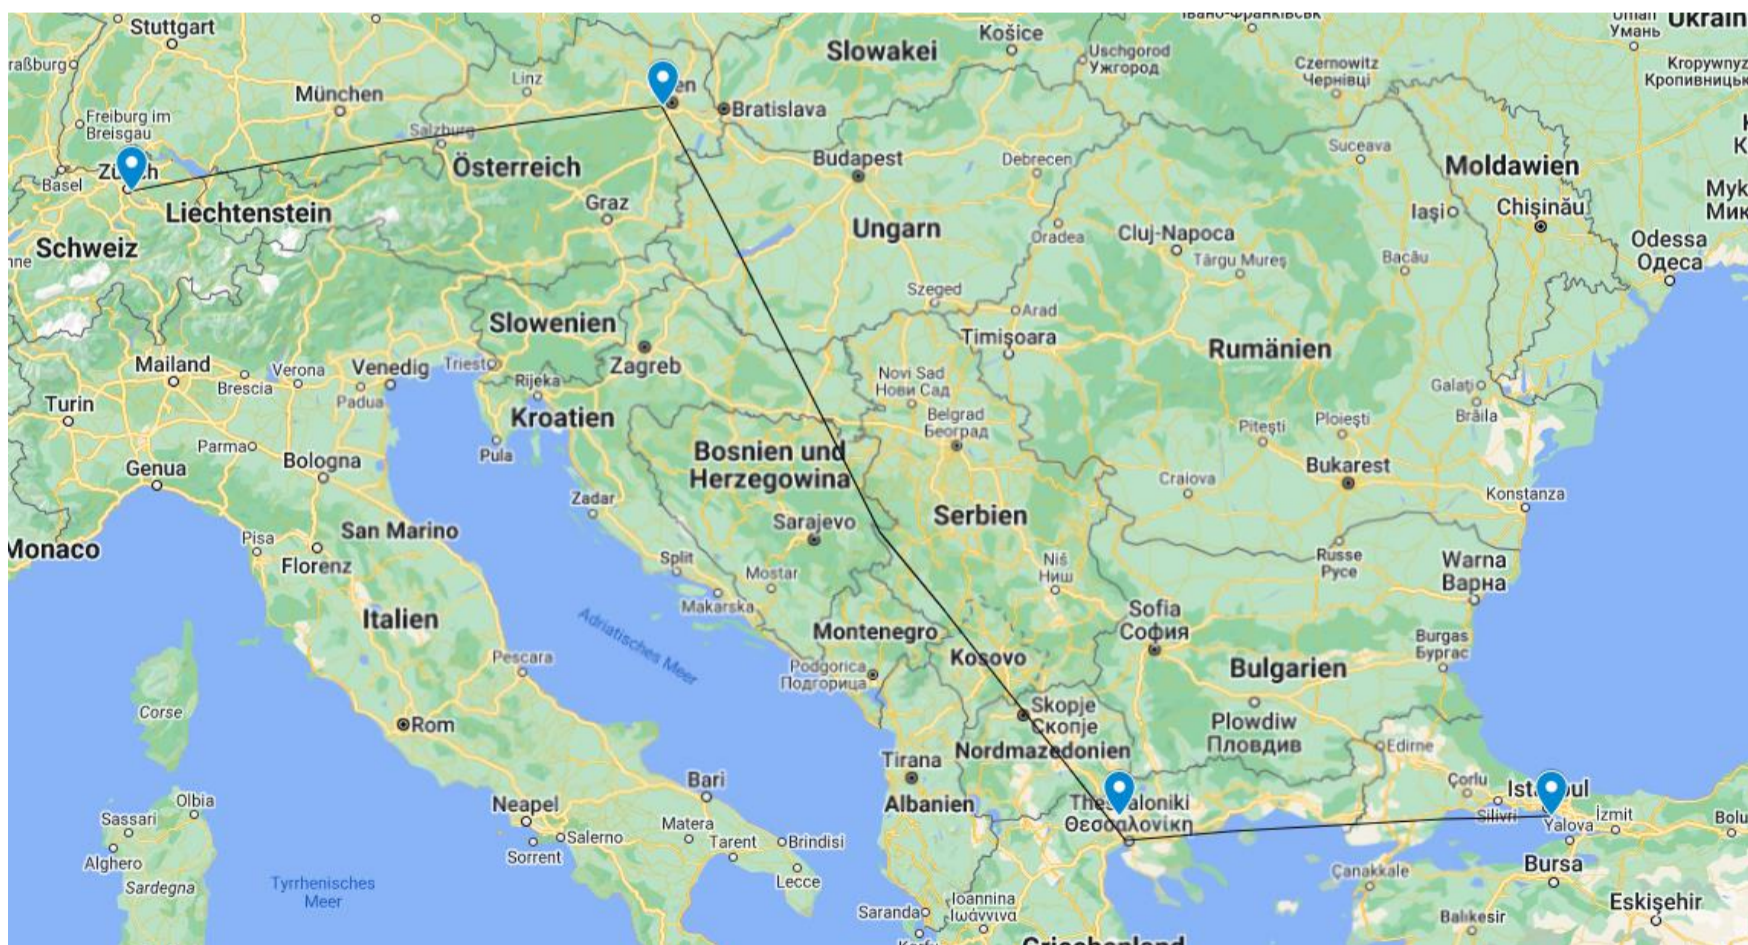 Stuttgart
Slowakei
Košice
Uschgorod
Ужгород
Czernowitz
Чернівці
Умань
Kropywnyz
Кропивницьк
Linz
München
Freiburg im
Breisgau
Bratislava
Salzburg
Österreich
Budapest
Debrecen
Suceava
Moldawien
Basel
Liechtenstein
Graz
Ungarn
Oradea
Cluj-Napoca
Târgu Mureș
Iași
Chișinău
Bacău
Odessa
Одеса
Schweiz
Szeged
Arad
Slowenien
Timișoara
Rumänien
Zagreb
Mailand
Brescia
Verona
Venedig
Padua
Triest
Rijeka
Turin
Kroatien
Pula
Novi Sad
Нови Сад
Belgrad
Београд
Galați
Brăila
Ploiești
Pitești
Parma
Bologna
Genua
Bosnien und
Herzegowina
Bukarest
Craiova
Konstanza
Zadar
Sarajevo
Serbien
San Marino
Monaco
Pisa
Florenz
Split
Mostar
Makarska
Niš
Ниш
Russe
Русе
Warna
Варна
Italien
Adriatisches Meer
Montenegro
Sofia
София
Burgas
Бургас
Pescara
Podgorica
Подгорица
Kosovo
Bulgarien
Corse
Rom
Skopje
Скопје
Plowdiw
Пловдив
Nordmazedonien
Edirne
Tirana
Albanien
Bari
Olbia
Sassari
Neapel
Salerno
Sorrent
Matera
Tarent
Brindisi
Lecce
Thessaloniki
Θεσσαλονίκη
Çorlu
Istanbul
Silivri
Yalova
İzmit
Bolu
Alghero
Sardegna
Tyrrhenisches
Meer
Bursa
Çanakkale
Saranda
Ioannina
Ιωάννινα
Balıkesir
Eskişehir